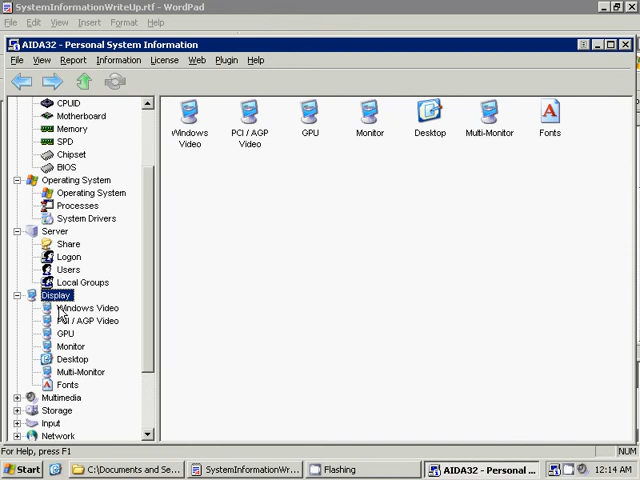 SystemInformationWriteUp.rtf - WordPad
File Edit View Insert Format Help
AIDA32 - Personal System Information
File View Report Information License Web Plugin Help
CPUID
Motherboard
Memory
SPD
Chipset
BIOS
Operating System
Operating System
Processes
System Drivers
Server
Share
Logon
Users
Local Groups
Display
Windows Video
PCI / AGP Video
GPU
Monitor
Desktop
Multi-Monitor
Fonts
Multimedia
Storage
Input
Network
Windows Video
PCI / AGP Video
GPU
Monitor
Desktop
Multi-Monitor
Fonts
For Help, press F1
NUM
Start
C:\Documents and Se...
SystemInformationWr...
Flashing
AIDA32 - Personal ...
12:14 AM